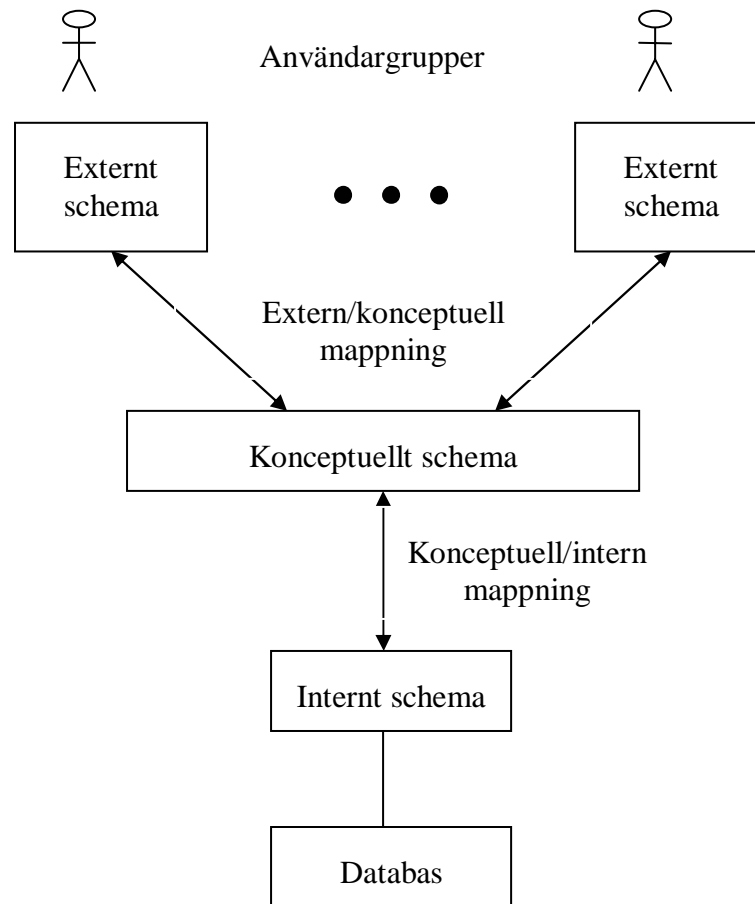 Användargrupper
Externt
schema
Externt
schema
Extern/konceptuell
mappning
Konceptuellt schema
Konceptuell/intern
mappning
Internt schema
Databas